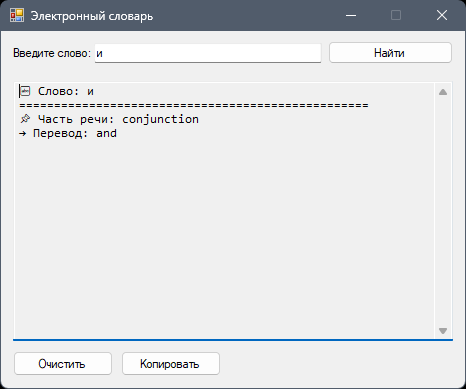 Электронный словарь
Введите слово: и Найти
🔤 Слово: и
==================================================
📌 Часть речи: conjunction
→ Перевод: and
Очистить Копировать